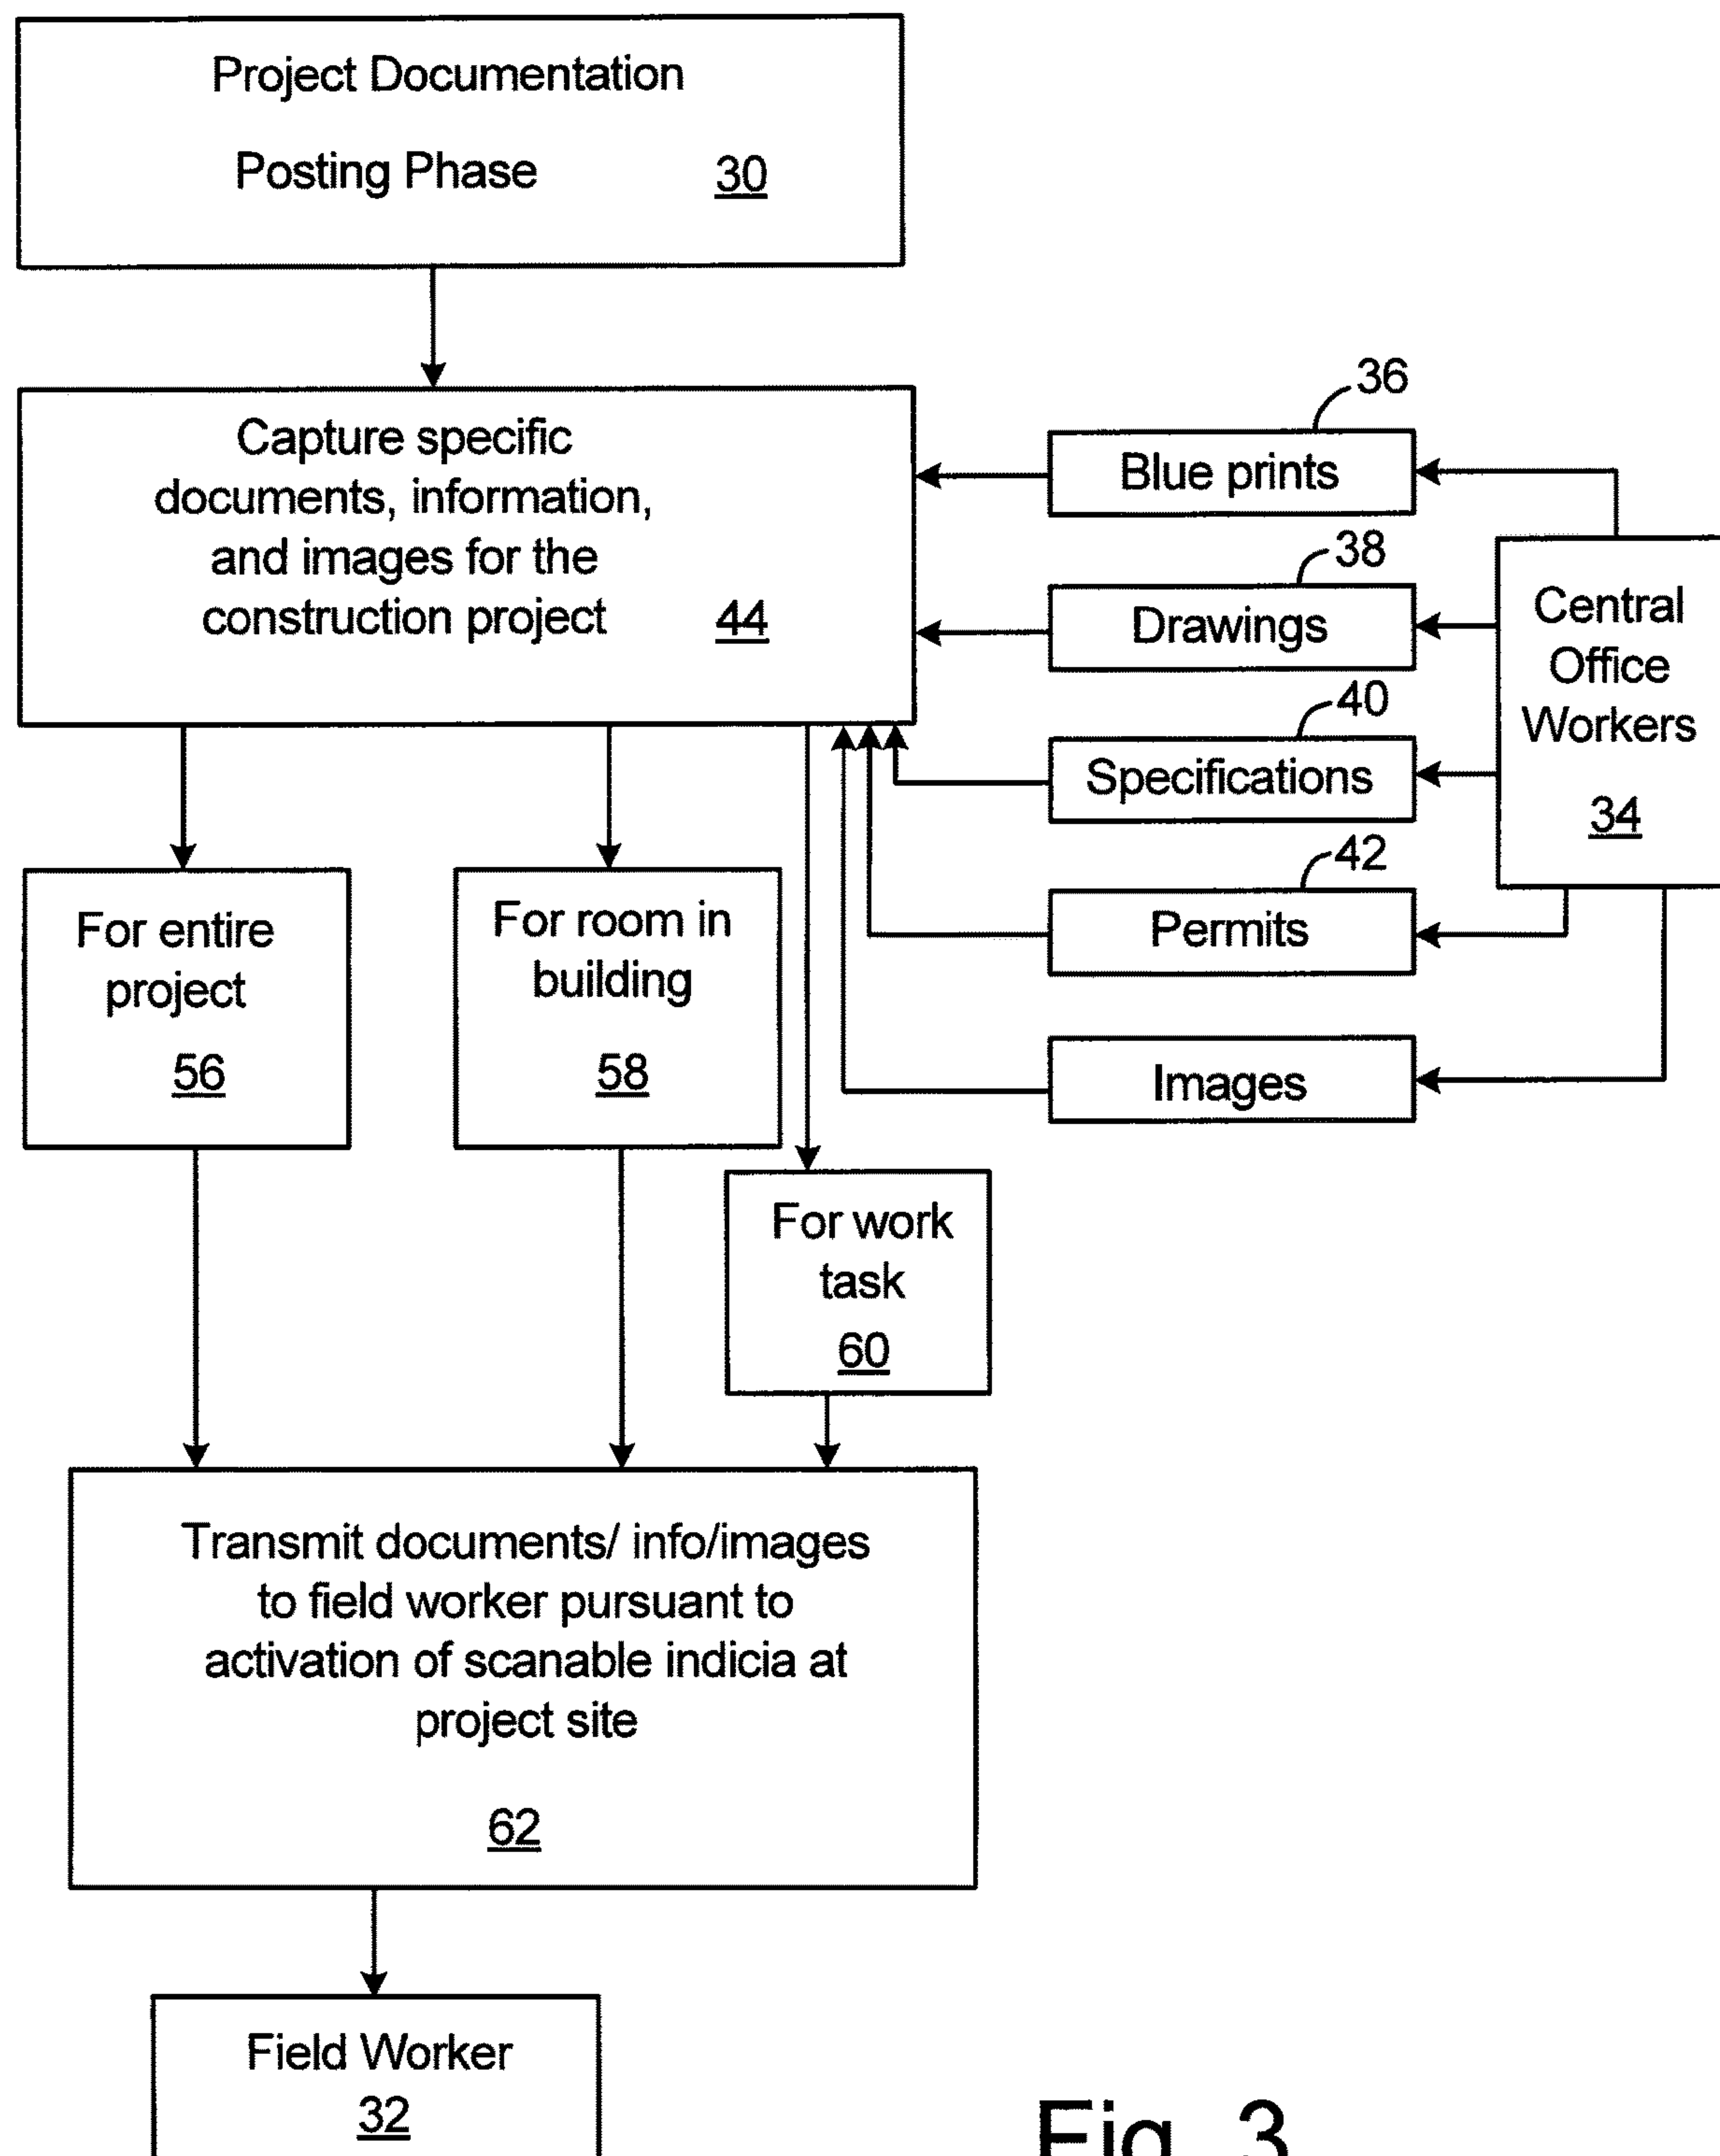 Project Documentation
Posting Phase 30
Capture specific
documents, information,
and images for the
construction project 44
36
Blue prints
38
Drawings
40
Specifications
42
Permits
Images
Central
Office
Workers
34
For entire
project
56
For room in
building
58
For work
task
60
Transmit documents/ info/images
to field worker pursuant to
activation of scanable indicia at
project site
62
Field Worker
32
Fig. 3